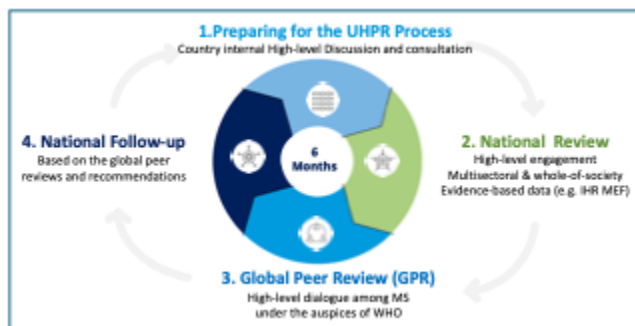 1.Preparing for the UHPR Process
Country internal High-level Discussion and consultation
2. National Review
High-level engagement
Multisectoral & whole-of-society
Evidence-based data (e.g. IHR MEF)
3. Global Peer Review (GPR)
High-level dialogue among MS
under the auspices of WHO
4. National Follow-up
Based on the global peer
reviews and recommendations
6
Months